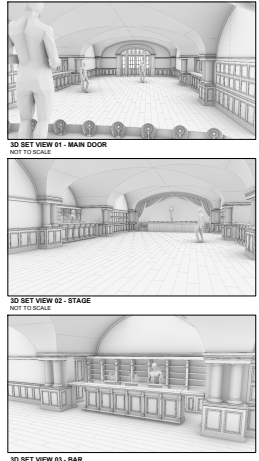 3D SET VIEW 01 - MAIN DOOR
NOT TO SCALE
3D SET VIEW 02 - STAGE
NOT TO SCALE
3D SET VIEW 03 - BAR